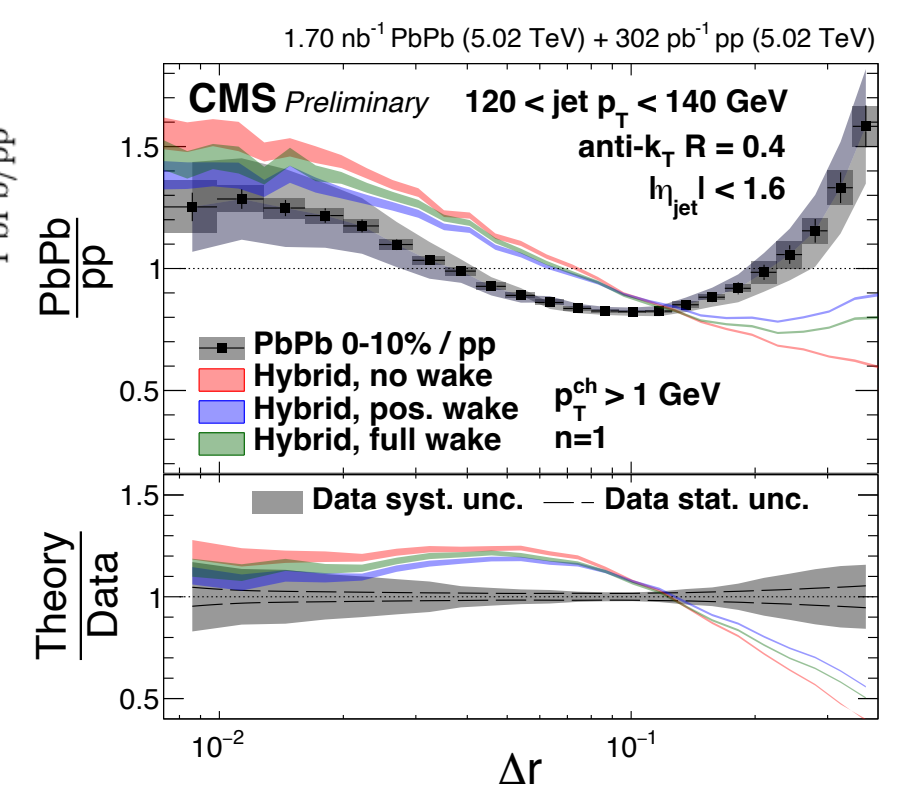 1.70 nb⁻¹ PbPb (5.02 TeV) + 302 pb⁻¹ pp (5.02 TeV)
CMS Preliminary
120 < jet p_T < 140 GeV
anti-k_T R = 0.4
|η_jet| < 1.6
PbPb/pp
PbPb
pp
1.5
1
0.5
PbPb 0-10% / pp
Hybrid, no wake
Hybrid, pos. wake
Hybrid, full wake
p_T^ch > 1 GeV
n=1
Data syst. unc.
Data stat. unc.
Theory
Data
1.5
1
0.5
10⁻²
10⁻¹
Δr